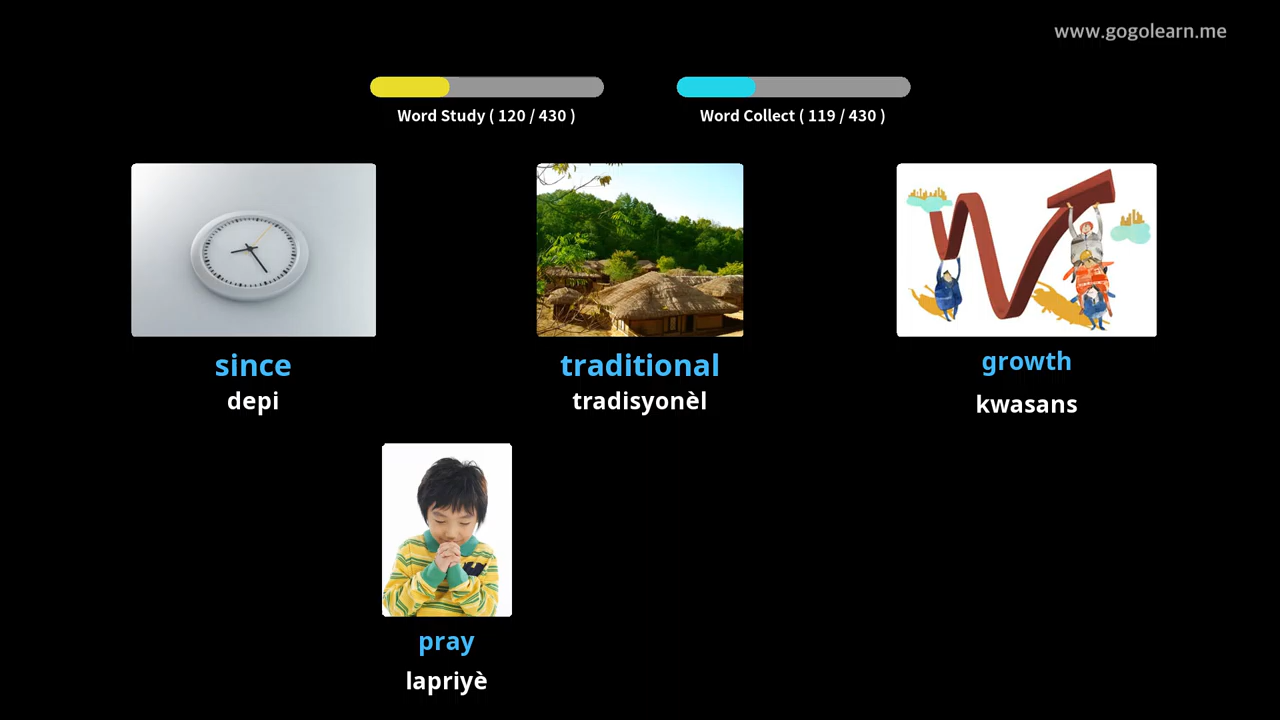 www.gogolearn.me
Word Study ( 120 / 430 )
Word Collect ( 119 / 430 )
since
depi
traditional
tradisyonèl
growth
kwasans
pray
lapriyè